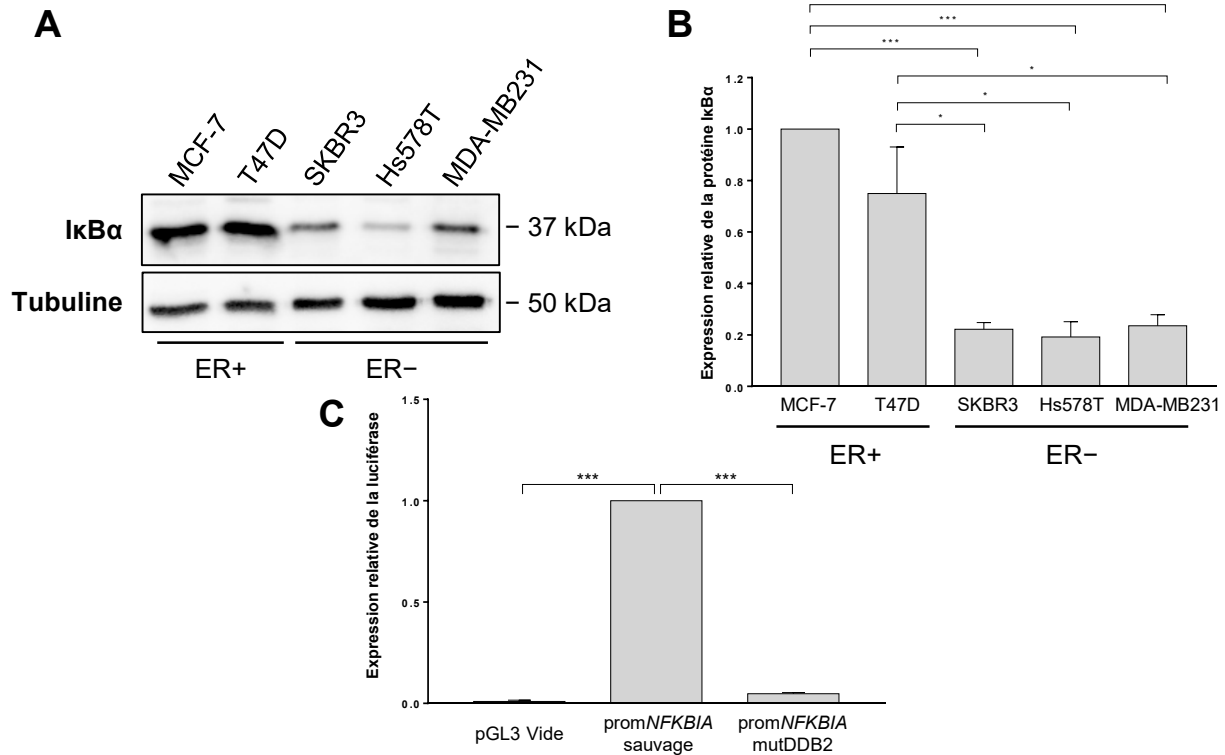 A
MCF-7
T47D
SKBR3
Hs578T
MDA-MB231
IκBα
– 37 kDa
Tubuline
– 50 kDa
ER+
ER−
B
***
***
*
*
*
Expression relative de la protéine IκBα
1.2
1.0
0.8
0.6
0.4
0.2
0.0
MCF-7
T47D
SKBR3
Hs578T
MDA-MB231
ER+
ER−
C
Expression relative de la luciférase
1.5
1.0
0.5
0.0
***
***
pGL3 Vide
promNFKBIA
sauvage
promNFKBIA
mutDDB2